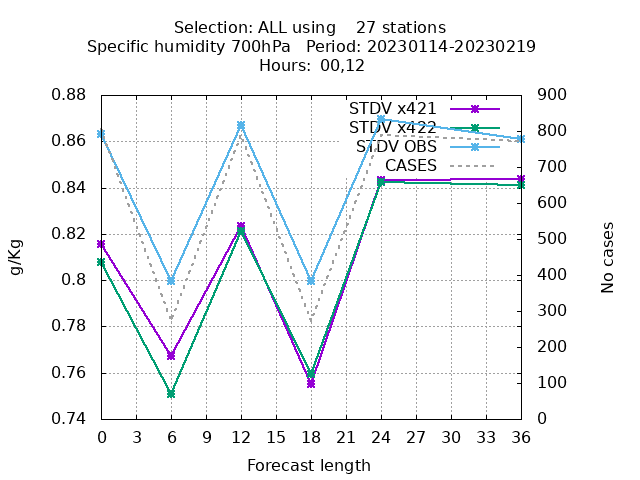 Selection: ALL using    27 stations
Specific humidity 700hPa   Period: 20230114-20230219
Hours:  00,12
STDV x421
STDV x422
STDV OBS
CASES
0.88
0.86
0.84
0.82
0.8
0.78
0.76
0.74
g/Kg
900
800
700
600
500
400
300
200
100
0
No cases
0 3 6 9 12 15 18 21 24 27 30 33 36
Forecast length